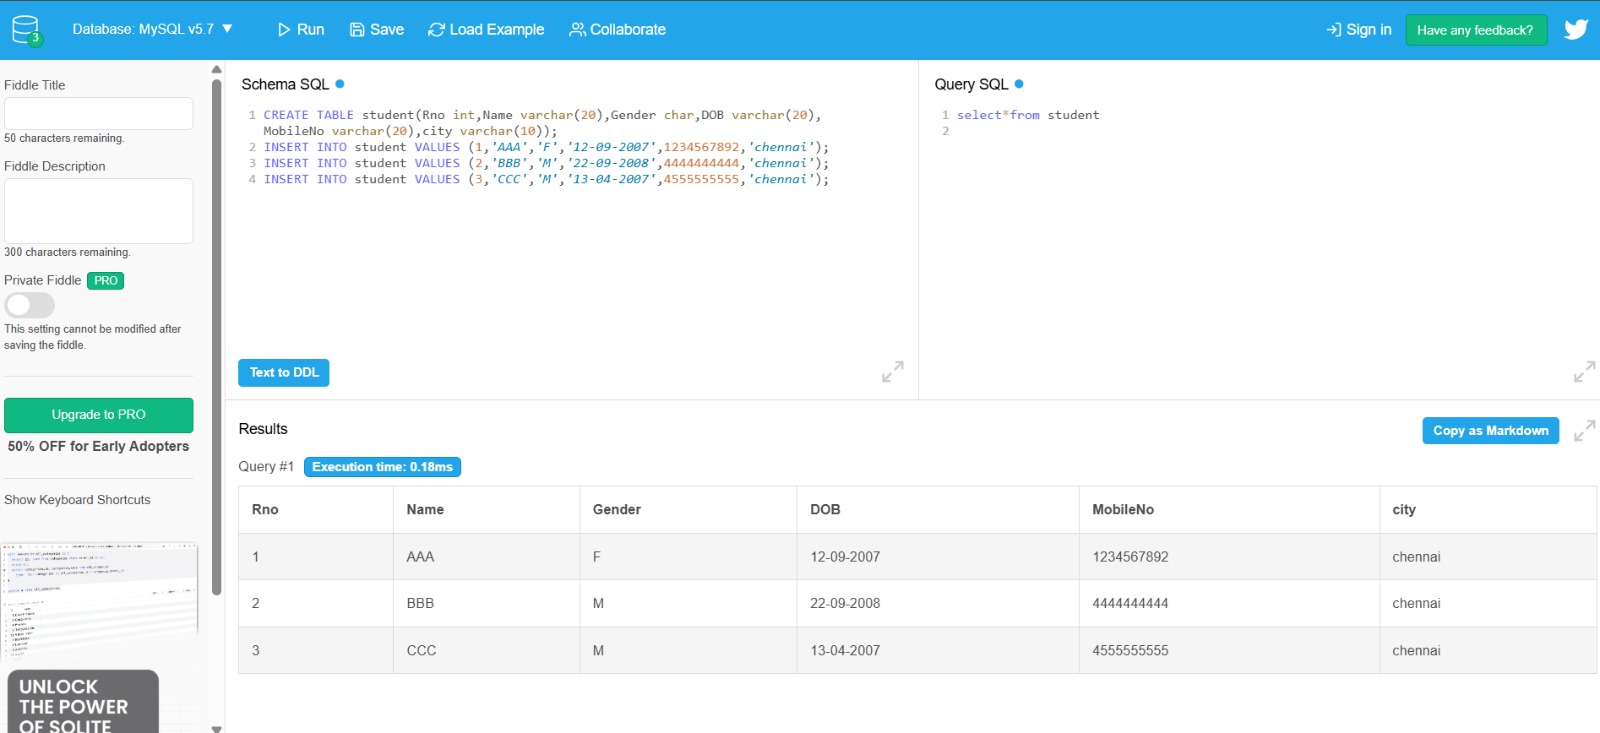 3
Database: MySQL v5.7 ▼
Run
Save
Load Example
Collaborate
Sign in
Have any feedback?
Fiddle Title
50 characters remaining.
Fiddle Description
300 characters remaining.
Private Fiddle PRO
This setting cannot be modified after
saving the fiddle.
Upgrade to PRO
50% OFF for Early Adopters
Show Keyboard Shortcuts
UNLOCK
THE POWER
OF SQLITE
Schema SQL
1 CREATE TABLE student(Rno int,Name varchar(20),Gender char,DOB varchar(20),
MobileNo varchar(20),city varchar(10));
2 INSERT INTO student VALUES (1,'AAA','F','12-09-2007',1234567892,'chennai');
3 INSERT INTO student VALUES (2,'BBB','M','22-09-2008',4444444444,'chennai');
4 INSERT INTO student VALUES (3,'CCC','M','13-04-2007',4555555555,'chennai');
Text to DDL
Query SQL
1 select*from student
2
Results
Copy as Markdown
Query #1 Execution time: 0.18ms
Rno Name Gender DOB MobileNo city
1 AAA F 12-09-2007 1234567892 chennai
2 BBB M 22-09-2008 4444444444 chennai
3 CCC M 13-04-2007 4555555555 chennai